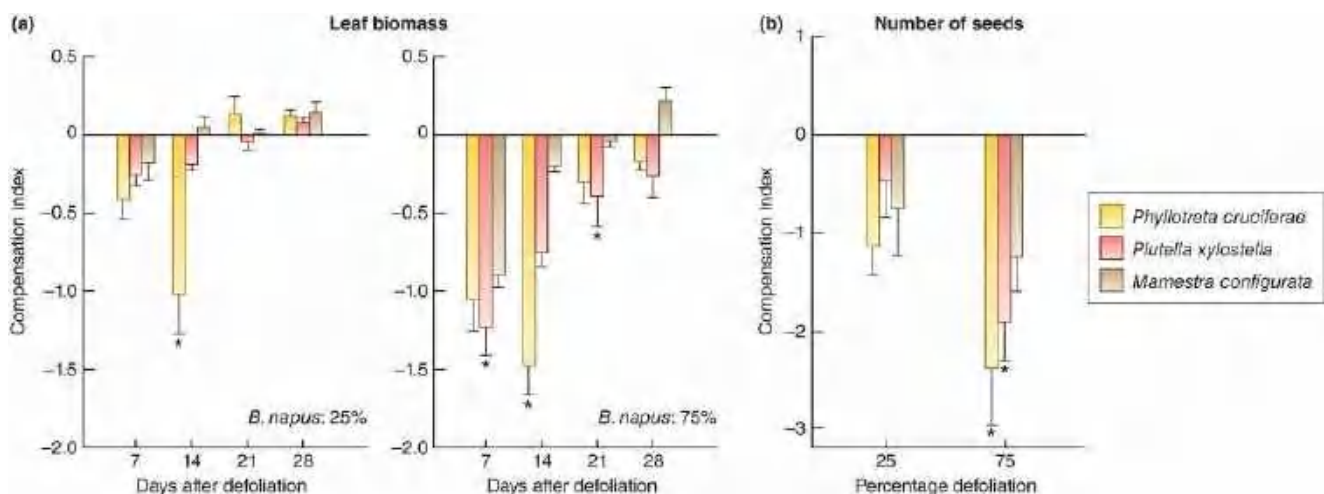 (a) Leaf biomass
0.5
0
−0.5
−1.0
−1.5
−2.0
Compensation index
*
B. napus: 25%
7 14 21 28
Days after defoliation
0.5
0
−0.5
−1.0
−1.5
−2.0
Compensation index
*
*
*
B. napus: 75%
7 14 21 28
Days after defoliation
(b) Number of seeds
1
0
−1
−2
−3
Compensation index
*
*
25 75
Percentage defoliation
Phyllotreta cruciferae
Plutella xylostella
Mamestra configurata